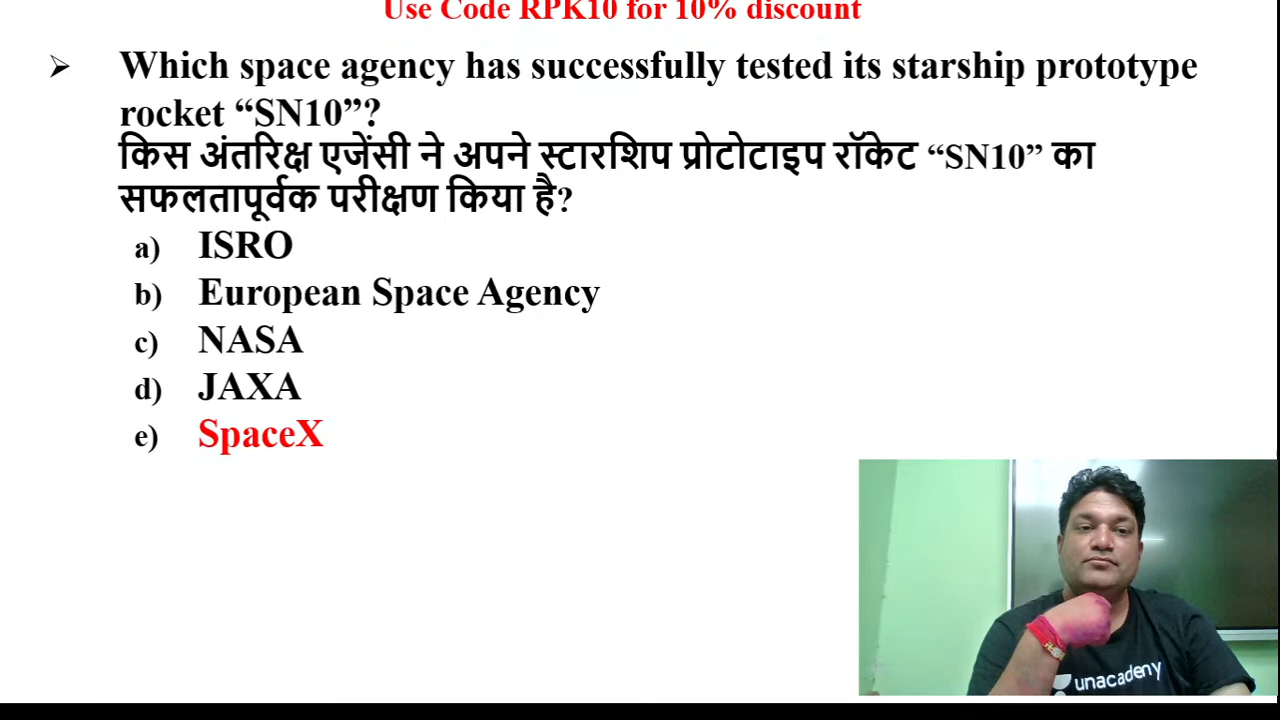 Use Code RPK10 for 10% discount
➢ Which space agency has successfully tested its starship prototype
rocket “SN10”?
किस अंतरिक्ष एजेंसी ने अपने स्टारशिप प्रोटोटाइप रॉकेट “SN10” का
सफलतापूर्वक परीक्षण किया है?
a) ISRO
b) European Space Agency
c) NASA
d) JAXA
e) SpaceX
unacademy